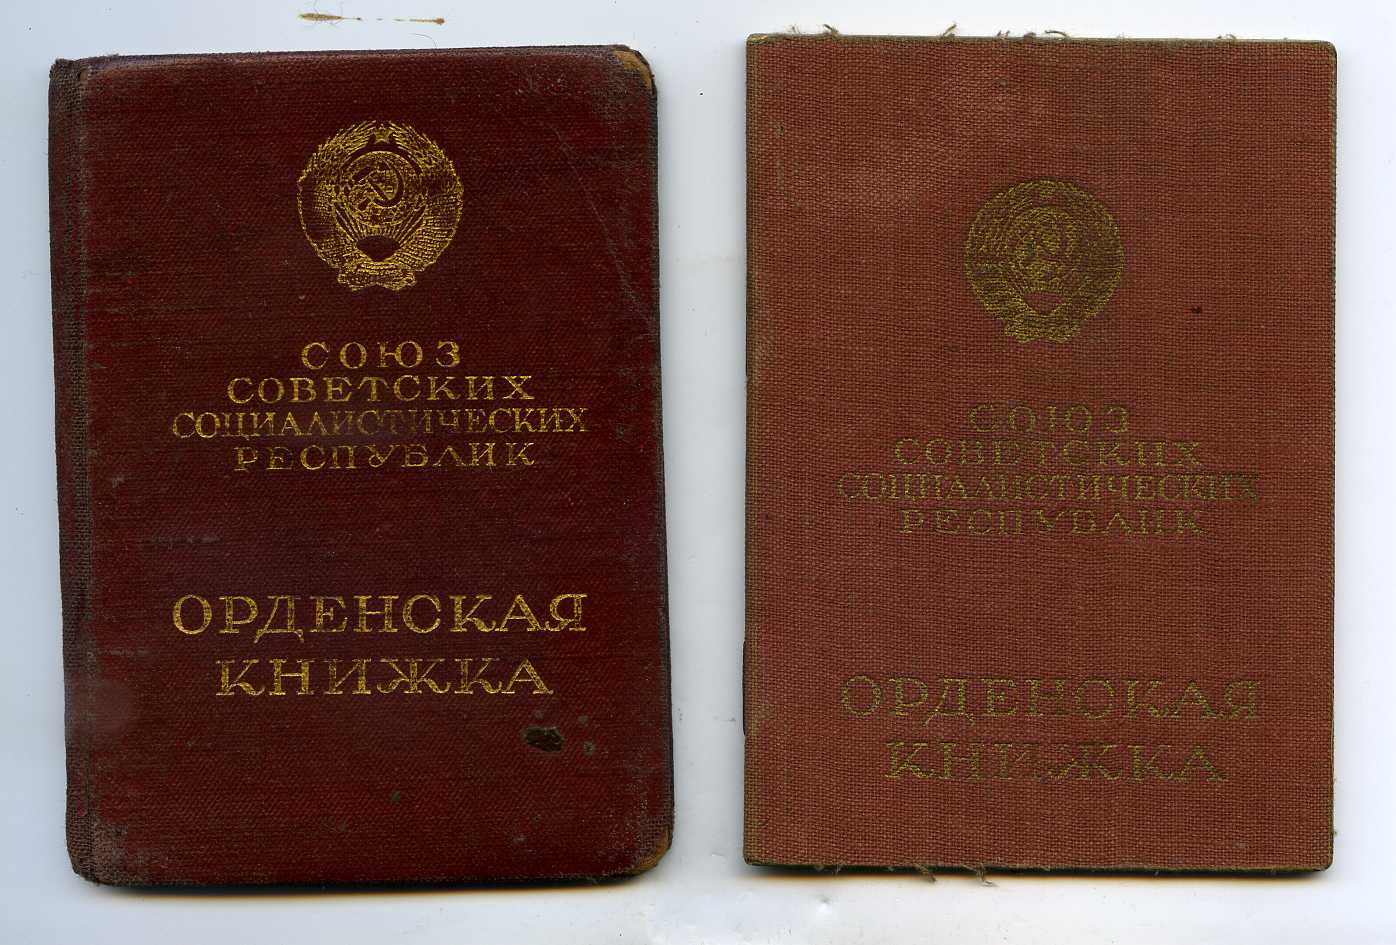 СОЮЗ
СОВЕТСКИХ
СОЦИАЛИСТИЧЕСКИХ
РЕСПУБЛИК
ОРДЕНСКАЯ
КНИЖКА
СОЮЗ
СОВЕТСКИХ
СОЦИАЛИСТИЧЕСКИХ
РЕСПУБЛИК
ОРДЕНСКАЯ
КНИЖКА